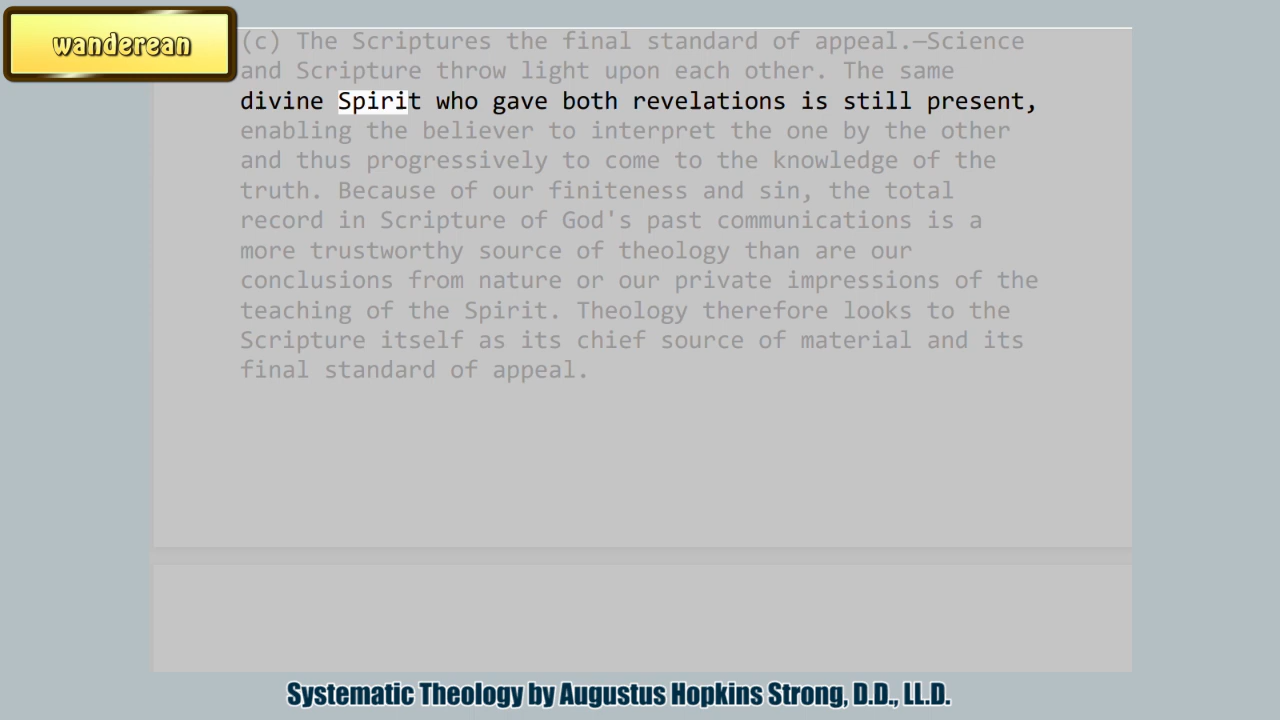 wanderean
(c) The Scriptures the final standard of appeal.—Science
and Scripture throw light upon each other. The same
divine Spirit who gave both revelations is still present,
enabling the believer to interpret the one by the other
and thus progressively to come to the knowledge of the
truth. Because of our finiteness and sin, the total
record in Scripture of God's past communications is a
more trustworthy source of theology than are our
conclusions from nature or our private impressions of the
teaching of the Spirit. Theology therefore looks to the
Scripture itself as its chief source of material and its
final standard of appeal.
Systematic Theology by Augustus Hopkins Strong, D.D., LL.D.